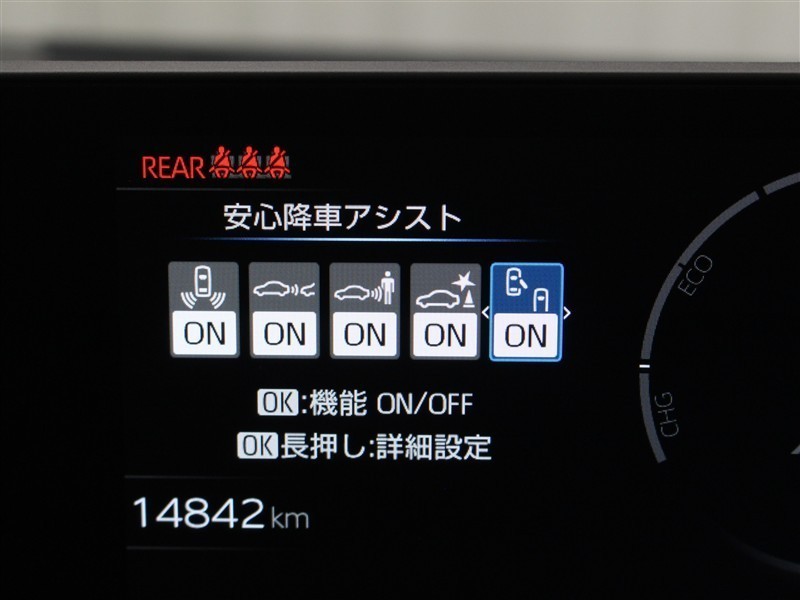 REAR
安心降車アシスト
ON ON ON ON ON
OK:機能 ON/OFF
OK長押し:詳細設定
14842km
ECO
CHG